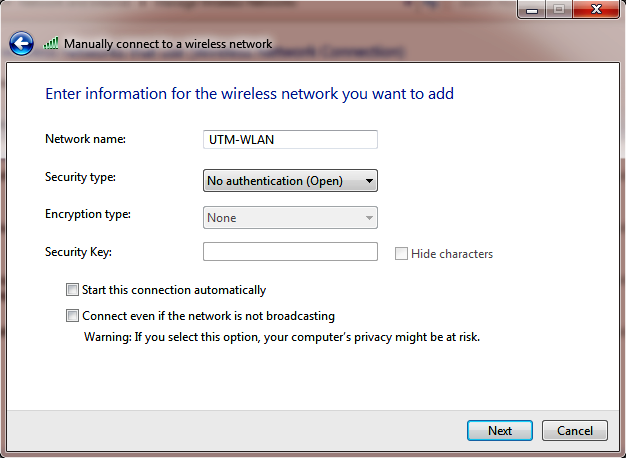 Manually connect to a wireless network
Enter information for the wireless network you want to add
Network name: UTM-WLAN
Security type: No authentication (Open)
Encryption type: None
Security Key: Hide characters
Start this connection automatically
Connect even if the network is not broadcasting
Warning: If you select this option, your computer's privacy might be at risk.
Next Cancel